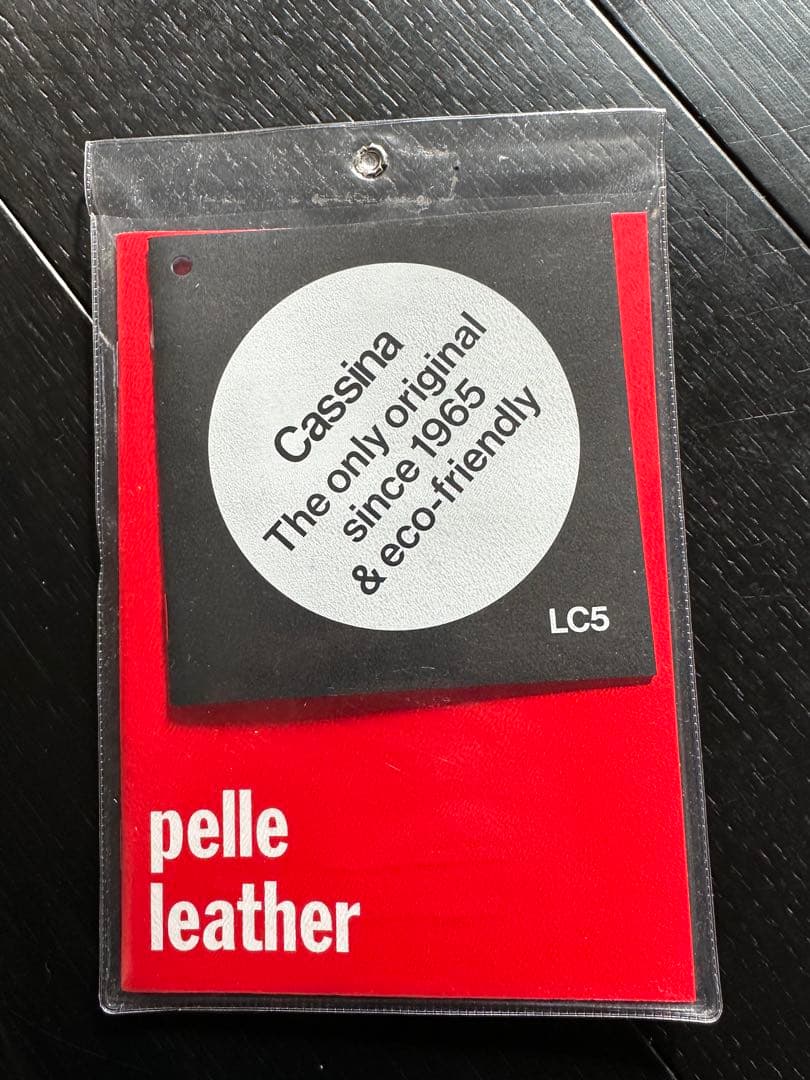 Cassina
The only original
since 1965
& eco-friendly
LC5
pelle
leather